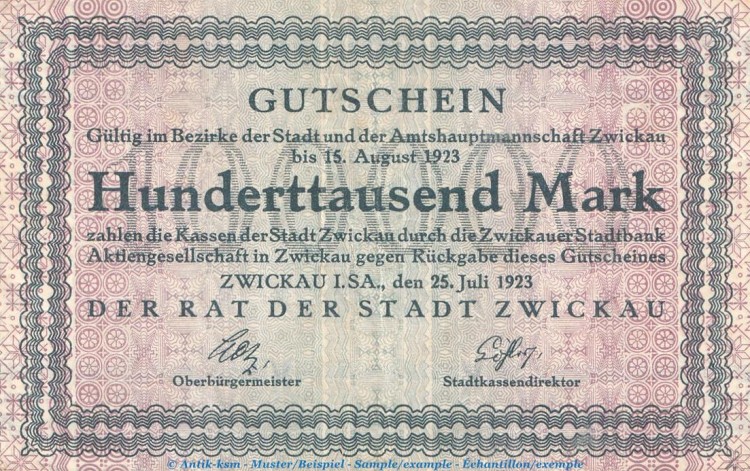 GUTSCHEIN
Gültig im Bezirke der Stadt und der Amtshauptmannschaft Zwickau
bis 15. August 1923
100000
Hunderttausend Mark
zahlen die Kassen der Stadt Zwickau durch die Zwickauer Stadtbank
Aktiengesellschaft in Zwickau gegen Rückgabe dieses Gutscheines
ZWICKAU I.SA., den 25. Juli 1923
DER RAT DER STADT ZWICKAU
Oberbürgermeister
Stadtkassendirektor
© Antik-ksm - Muster/Beispiel - Sample/example - Echantillon/exemple